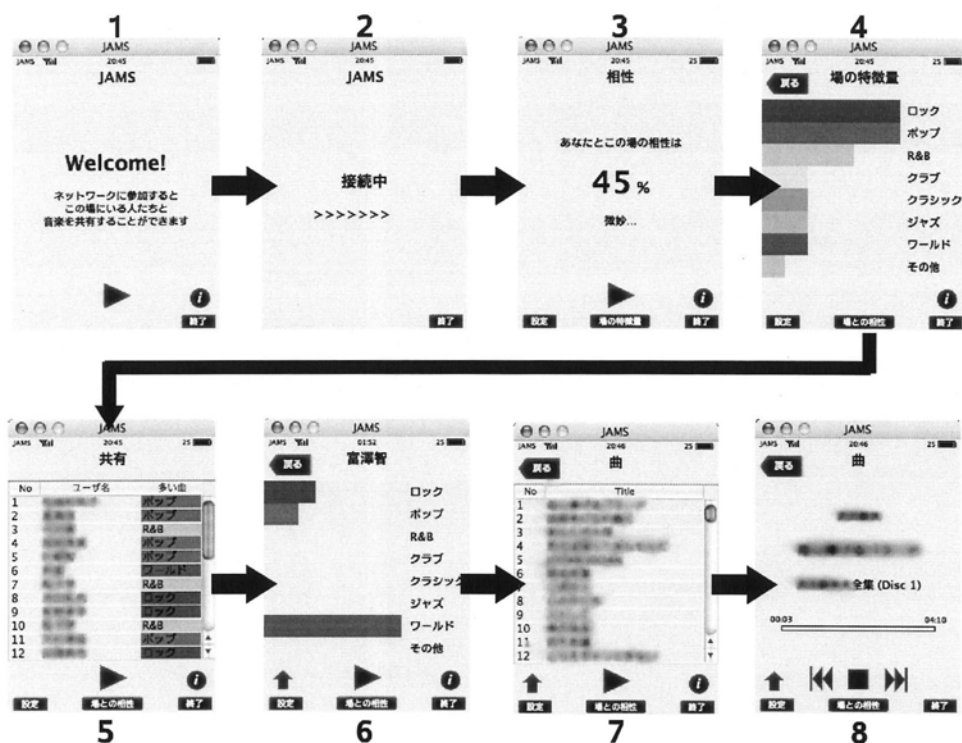 1
JAMS
JAMS 20:45
JAMS
Welcome!
ネットワークに参加すると
この場にいる人たちと
音楽を共有することができます
i
終了
2
JAMS
JAMS 20:45
JAMS
接続中
>>>>>>>
終了
3
JAMS
JAMS 20:45 25
相性
あなたとこの場の相性は
45 %
微妙...
i
設定 場の特徴量 終了
4
JAMS
JAMS 20:45 25
戻る 場の特徴量
ロック
ポップ
R&B
クラブ
クラシック
ジャズ
ワールド
その他
i
設定 場との相性 終了
JAMS
JAMS 20:45 25
共有
No ユーザ名 多い曲
1 ポップ
2 ポップ
3 R&B
4 ポップ
5 ポップ
6 ワールド
7 R&B
8 ロック
9 ロック
10 R&B
11 ポップ
12 ロック
i
設定 場との相性 終了
5
JAMS
JAMS 01:52 25
戻る 富澤智
ロック
ポップ
R&B
クラブ
クラシック
ジャズ
ワールド
その他
i
設定 場との相性 終了
6
JAMS
JAMS 20:46 25
戻る 曲
No Title
1
2
3
4
5
6
7
8
9
10
11
12
i
設定 場との相性 終了
7
JAMS
JAMS 20:46 25
戻る 曲
全集 (Disc 1)
00:03 04:10
設定 場との相性 終了
8